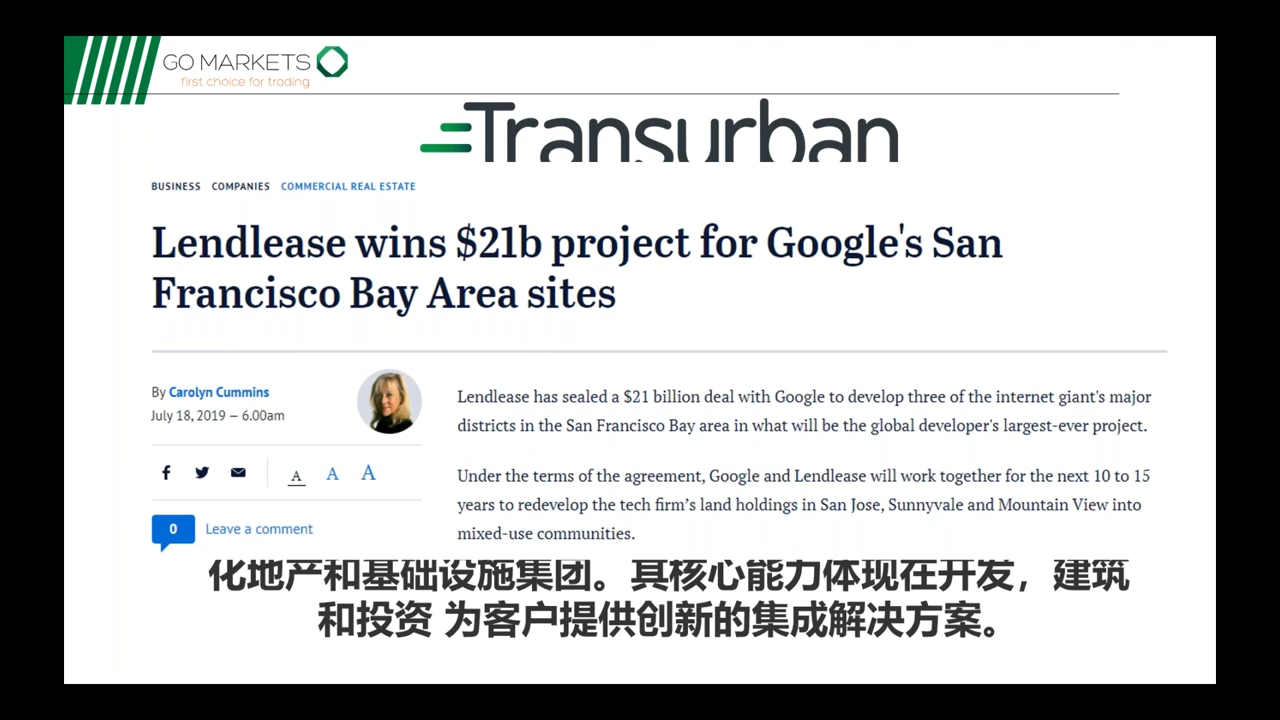 GO MARKETS
first choice for trading
Transurban
BUSINESS COMPANIES COMMERCIAL REAL ESTATE
Lendlease wins $21b project for Google's San
Francisco Bay Area sites
By Carolyn Cummins
July 18, 2019 — 6.00am
A A A
0 Leave a comment
Lendlease has sealed a $21 billion deal with Google to develop three of the internet giant's major
districts in the San Francisco Bay area in what will be the global developer's largest-ever project.
Under the terms of the agreement, Google and Lendlease will work together for the next 10 to 15
years to redevelop the tech firm’s land holdings in San Jose, Sunnyvale and Mountain View into
mixed-use communities.
化地产和基础设施集团。其核心能力体现在开发，建筑
和投资 为客户提供创新的集成解决方案。